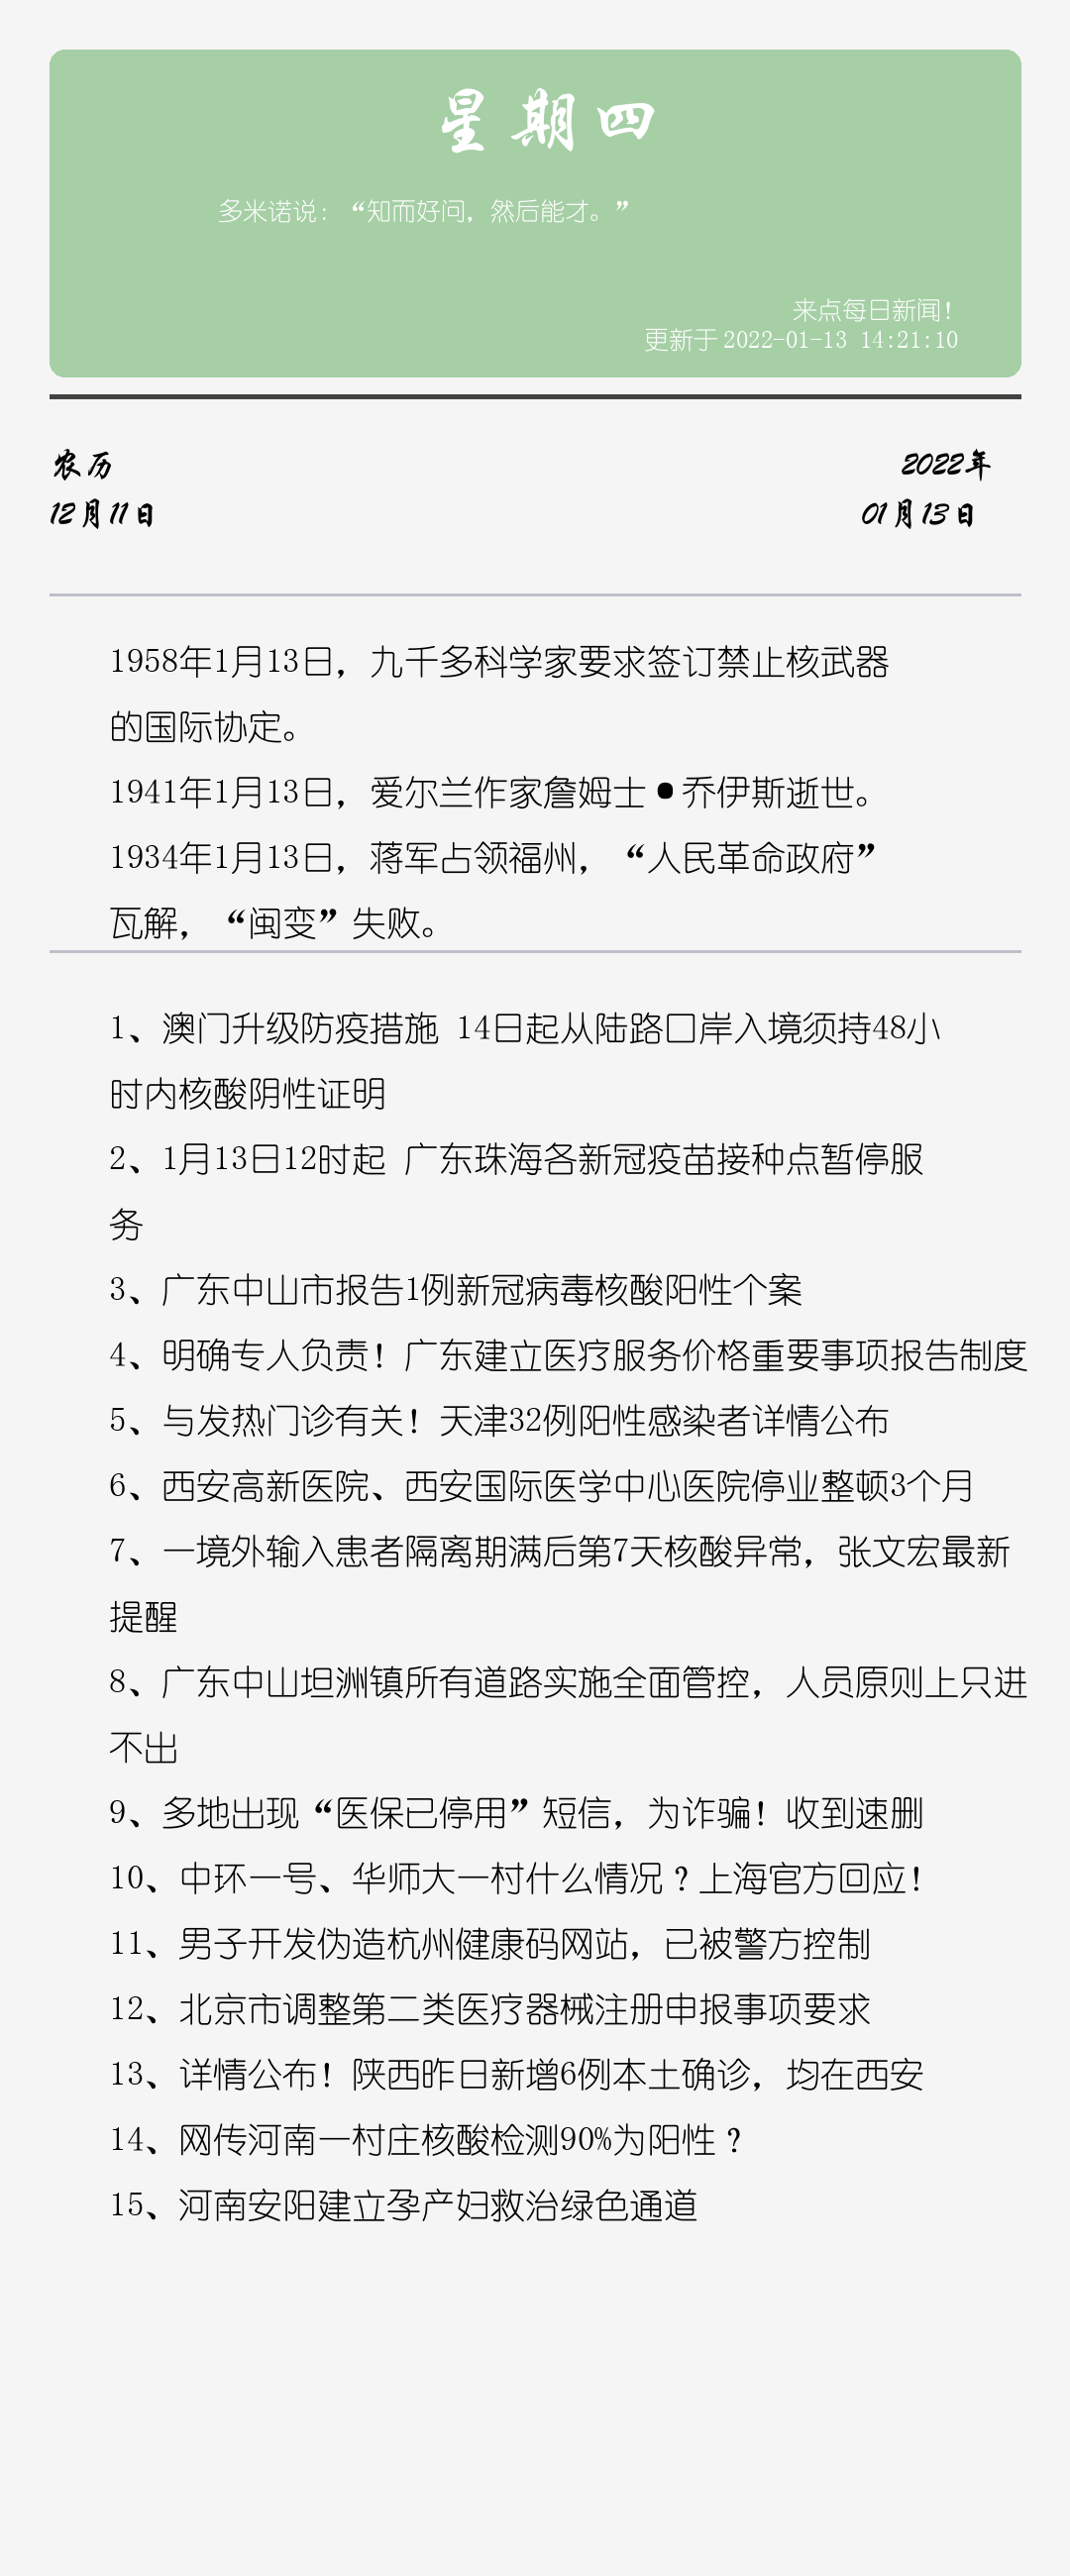 星期四
多米诺说：“知而好问，然后能才。”
来点每日新闻！
更新于 2022-01-13 14:21:10
农历
2022年
12月11日
01月13日
1958年1月13日，九千多科学家要求签订禁止核武器
的国际协定。
1941年1月13日，爱尔兰作家詹姆士•乔伊斯逝世。
1934年1月13日，蒋军占领福州，“人民革命政府”
瓦解，“闽变”失败。
1、澳门升级防疫措施 14日起从陆路口岸入境须持48小
时内核酸阴性证明
2、1月13日12时起 广东珠海各新冠疫苗接种点暂停服
务
3、广东中山市报告1例新冠病毒核酸阳性个案
4、明确专人负责！广东建立医疗服务价格重要事项报告制度
5、与发热门诊有关！天津32例阳性感染者详情公布
6、西安高新医院、西安国际医学中心医院停业整顿3个月
7、一境外输入患者隔离期满后第7天核酸异常，张文宏最新
提醒
8、广东中山坦洲镇所有道路实施全面管控，人员原则上只进
不出
9、多地出现“医保已停用”短信，为诈骗！收到速删
10、中环一号、华师大一村什么情况？上海官方回应！
11、男子开发伪造杭州健康码网站，已被警方控制
12、北京市调整第二类医疗器械注册申报事项要求
13、详情公布！陕西昨日新增6例本土确诊，均在西安
14、网传河南一村庄核酸检测90%为阳性？
15、河南安阳建立孕产妇救治绿色通道